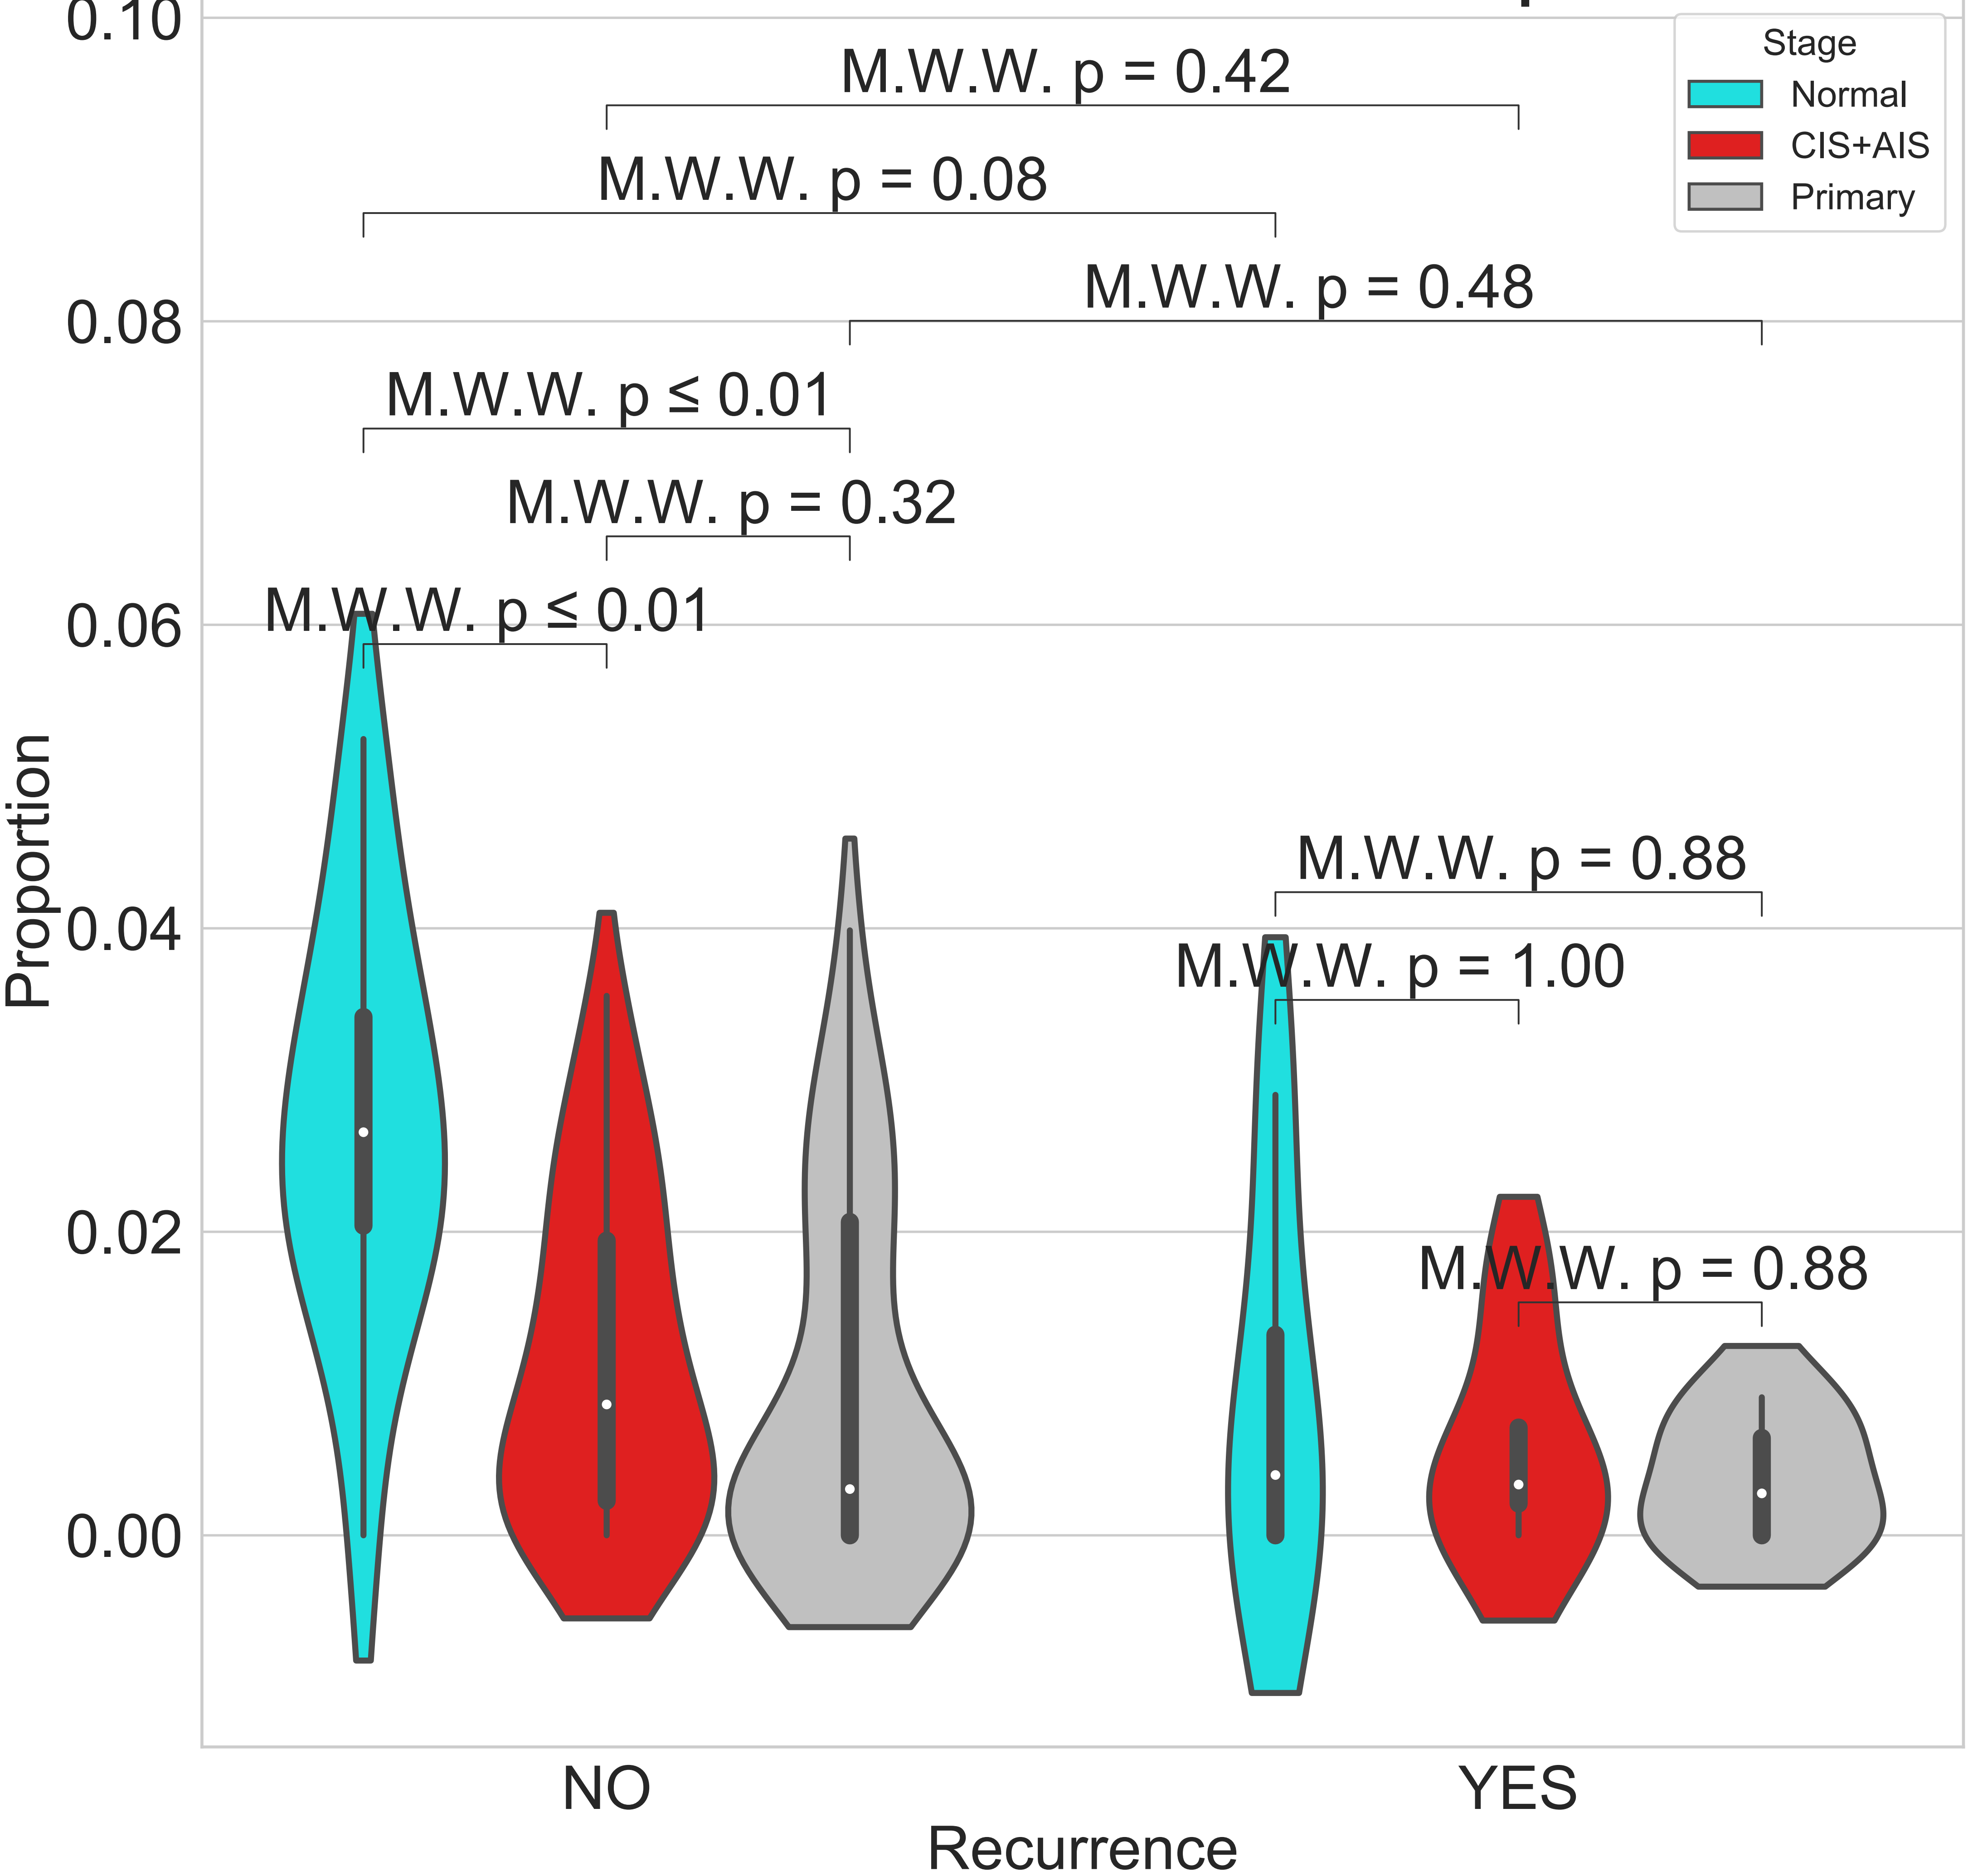 0.10
Stage
Normal
CIS+AIS
Primary
M.W.W. p = 0.42
M.W.W. p = 0.08
M.W.W. p = 0.48
0.08
M.W.W. p ≤ 0.01
M.W.W. p = 0.32
M.W.W. p ≤ 0.01
0.06
Proportion
M.W.W. p = 0.88
0.04
M.W.W. p = 1.00
0.02
M.W.W. p = 0.88
0.00
NO
YES
Recurrence